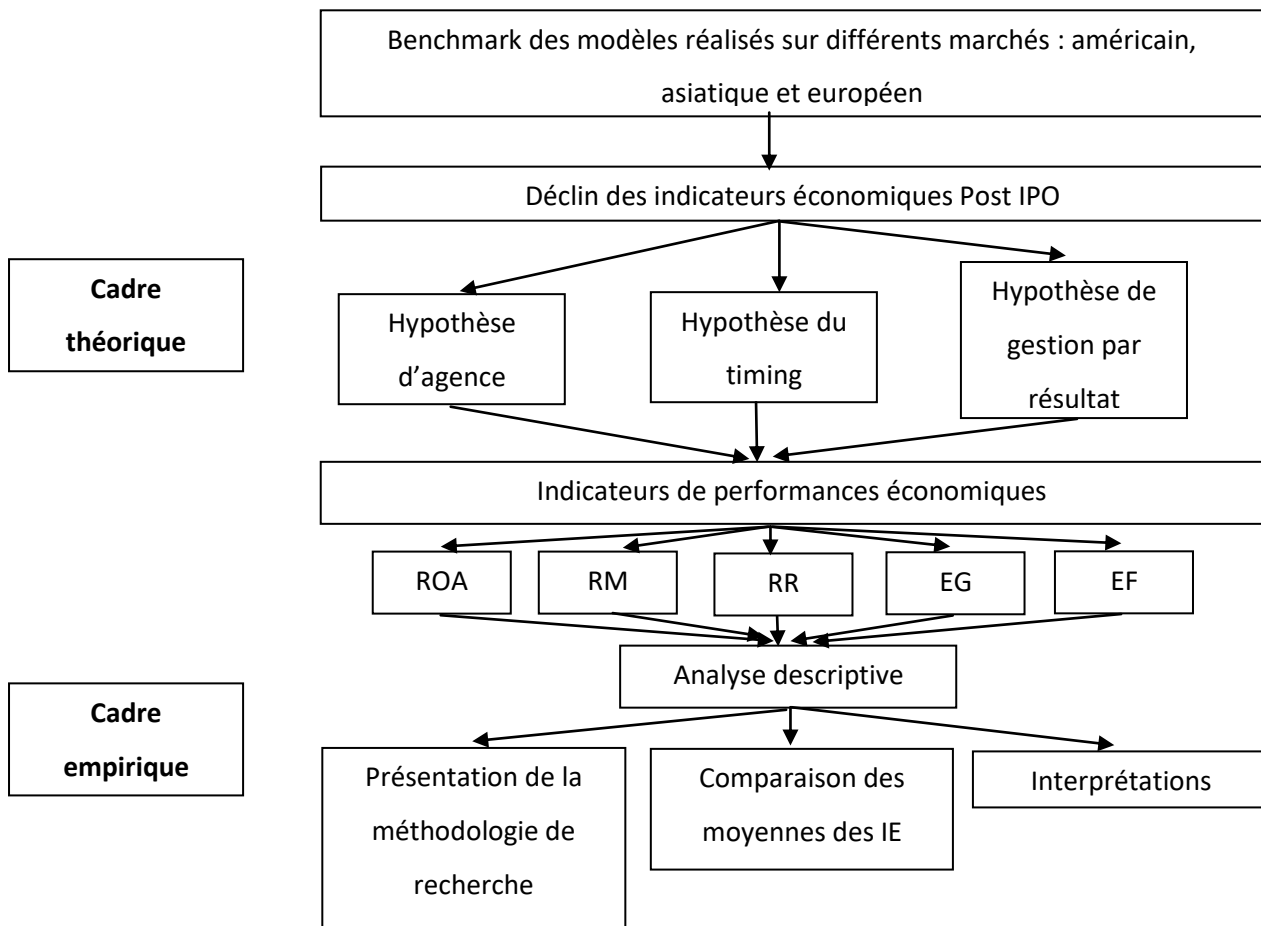 Benchmark des modèles réalisés sur différents marchés : américain,
asiatique et européen
Déclin des indicateurs économiques Post IPO
Cadre
théorique
Hypothèse
d’agence
Hypothèse du
timing
Hypothèse de
gestion par
résultat
Indicateurs de performances économiques
ROA
RM
RR
EG
EF
Analyse descriptive
Cadre
empirique
Présentation de la
méthodologie de
recherche
Comparaison des
moyennes des IE
Interprétations